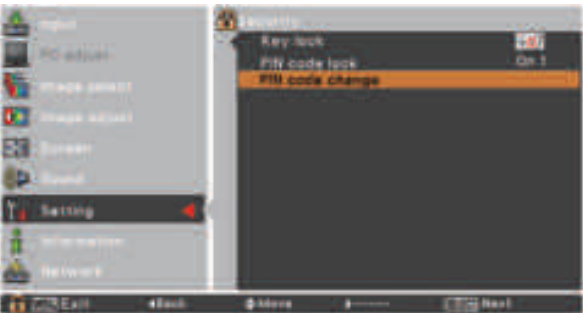 Input
PC adjust
Image select
Image adjust
Screen
Sound
Setting
Information
Network
Security
Key lock
PIN code lock On 1
PIN code change
Exit Back Move ----- Next